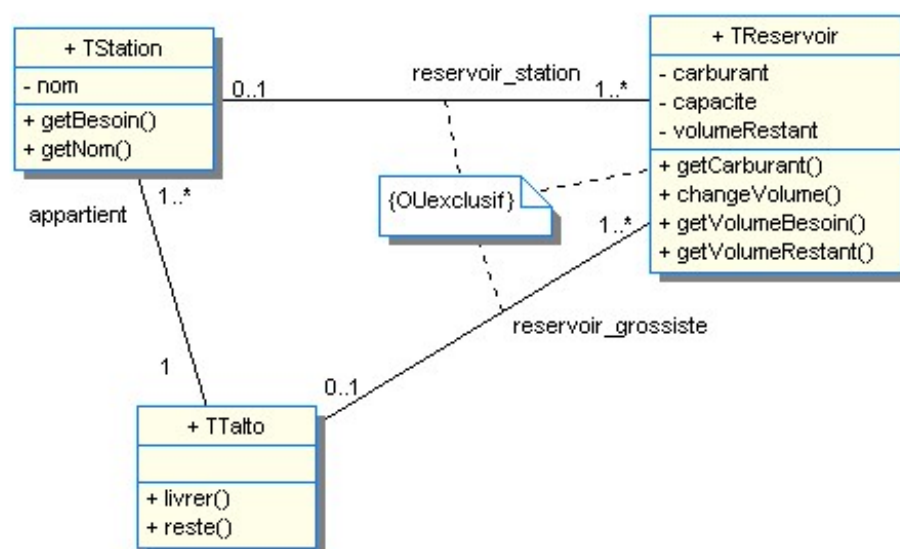 + TStation
- nom
+ getBesoin()
+ getNom()
0..1
reservoir_station
1..*
+ TReservoir
- carburant
- capacite
- volumeRestant
+ getCarburant()
+ changeVolume()
+ getVolumeBesoin()
+ getVolumeRestant()
{OUexclusif}
1..*
appartient
1..*
reservoir_grossiste
1
0..1
+ TTalto
+ livrer()
+ reste()